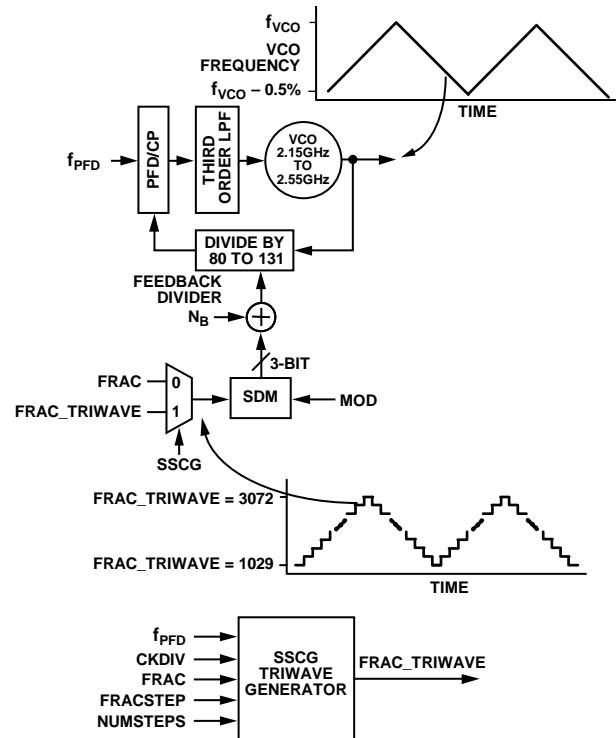 fVCO
VCO
FREQUENCY
fVCO – 0.5%
TIME
fPFD
PFD/CP
THIRD
ORDER LPF
VCO
2.15GHz
TO
2.55GHz
DIVIDE BY
80 TO 131
FEEDBACK
DIVIDER
NB
+
3-BIT
FRAC
0
FRAC_TRIWAVE
1
SDM
MOD
SSCG
FRAC_TRIWAVE = 3072
FRAC_TRIWAVE = 1029
TIME
fPFD
CKDIV
FRAC
FRACSTEP
NUMSTEPS
SSCG
TRIWAVE
GENERATOR
FRAC_TRIWAVE